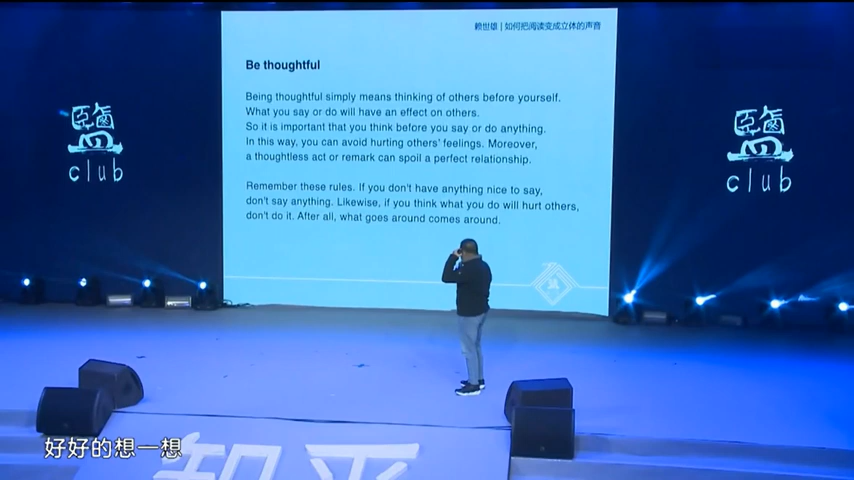 赖世雄 | 如何把阅读变成立体的声音
Be thoughtful
Being thoughtful simply means thinking of others before yourself.
What you say or do will have an effect on others.
So it is important that you think before you say or do anything.
In this way, you can avoid hurting others' feelings. Moreover,
a thoughtless act or remark can spoil a perfect relationship.
Remember these rules. If you don't have anything nice to say,
don't say anything. Likewise, if you think what you do will hurt others,
don't do it. After all, what goes around comes around.
鹽
club
鹽
club
好好的想一想
知乎